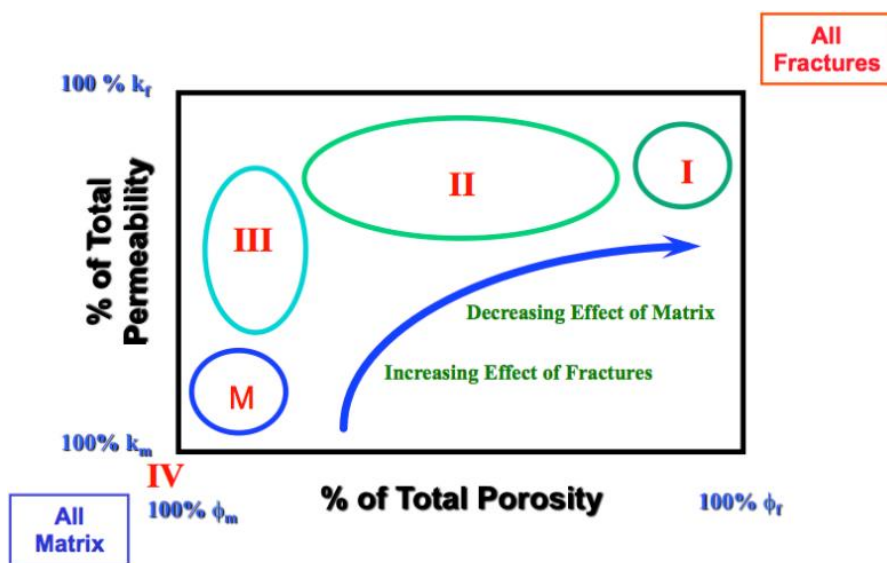 All
Fractures
100 % kf
% of Total
Permeability
I
II
III
Decreasing Effect of Matrix
Increasing Effect of Fractures
M
100% km
IV
% of Total Porosity
100% ϕm
100% ϕf
All
Matrix